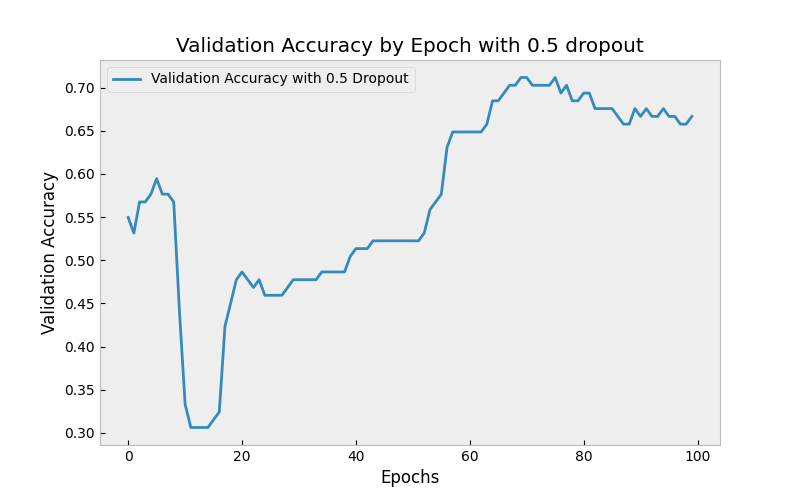 Validation Accuracy by Epoch with 0.5 dropout
Validation Accuracy with 0.5 Dropout
Validation Accuracy
0.70
0.65
0.60
0.55
0.50
0.45
0.40
0.35
0.30
0 20 40 60 80 100
Epochs